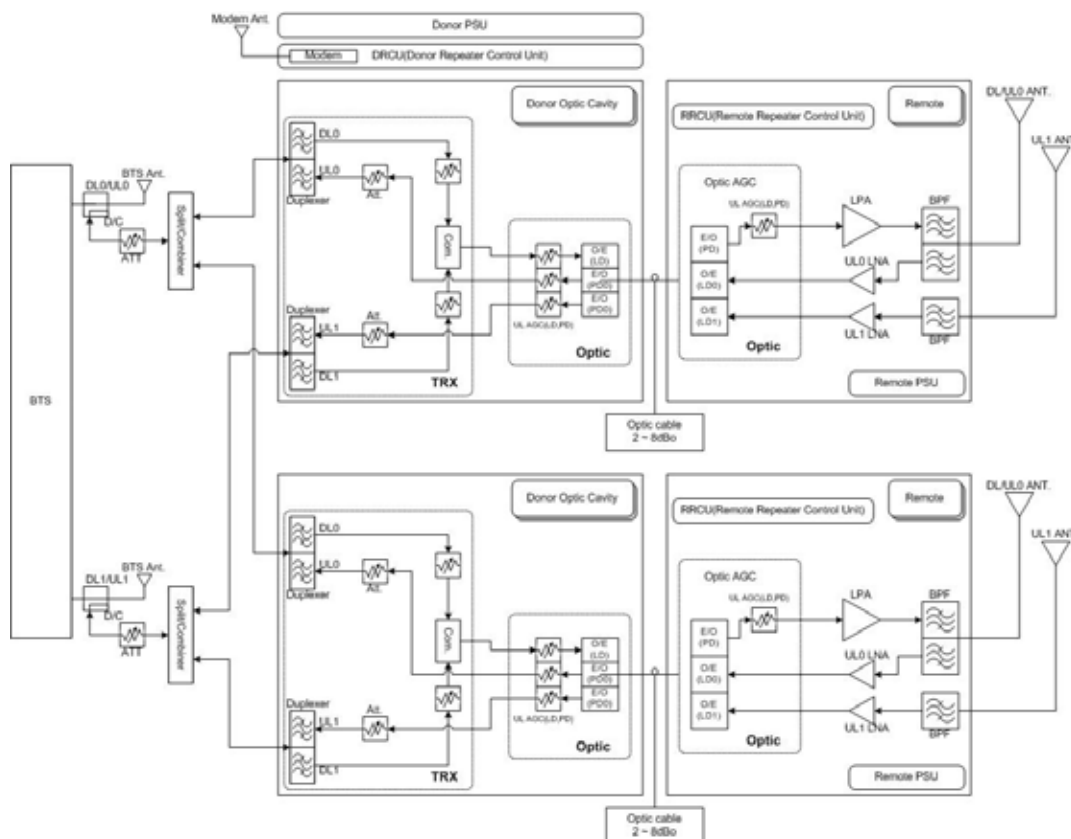 Modem Ant.
Donor PSU
Modem
DRCU(Donor Repeater Control Unit)
Donor Optic Cavity
Remote
RRCU(Remote Repeater Control Unit)
DL/UL0 ANT.
UL1 ANT
BTS
DL0/UL0
BTS Ant.
D/C
ATT
Split/Combiner
Duplexer
DL0
UL0
Att.
Com.
Duplexer
UL1
DL1
Att.
TRX
O/E
(LD)
E/O
(PD0)
E/O
(PD0)
UL AGC(LD,PD)
Optic
Optic cable
2 ~ 8dBo
Optic AGC
UL AGC(LD,PD)
E/O
(PD)
O/E
(LD0)
O/E
(LD1)
Optic
LPA
BPF
UL0 LNA
UL1 LNA
BPF
Remote PSU
Donor Optic Cavity
Remote
RRCU(Remote Repeater Control Unit)
DL/UL0 ANT.
UL1 ANT
DL1/UL1
BTS Ant.
D/C
ATT
Split/Combiner
Duplexer
DL0
UL0
Att.
Com.
Duplexer
UL1
DL1
Att.
TRX
O/E
(LD)
E/O
(PD0)
E/O
(PD0)
UL AGC(LD,PD)
Optic
Optic cable
2 ~ 8dBo
Optic AGC
UL AGC(LD,PD)
E/O
(PD)
O/E
(LD0)
O/E
(LD1)
Optic
LPA
BPF
UL0 LNA
UL1 LNA
BPF
Remote PSU